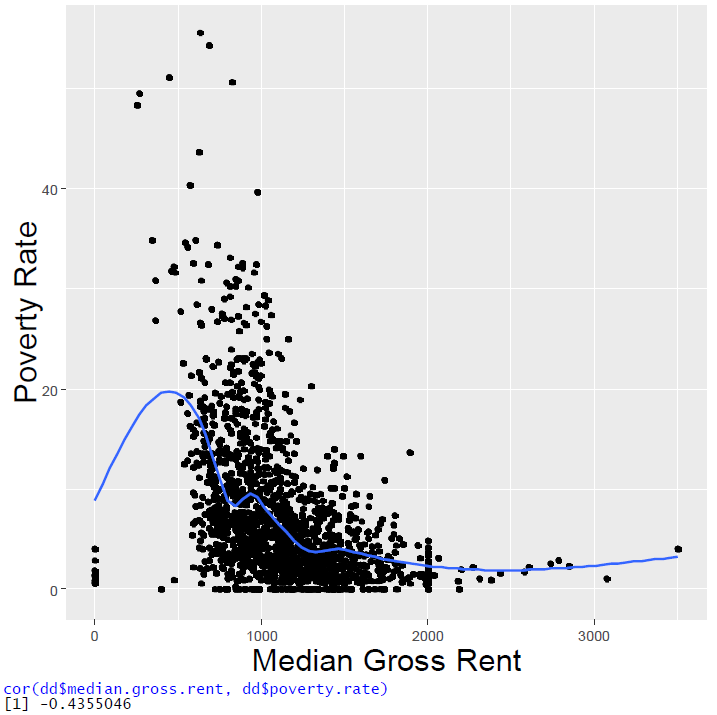 Poverty Rate
40
20
0
0 1000 2000 3000
Median Gross Rent
cor(dd$median.gross.rent, dd$poverty.rate)
[1] -0.4355046